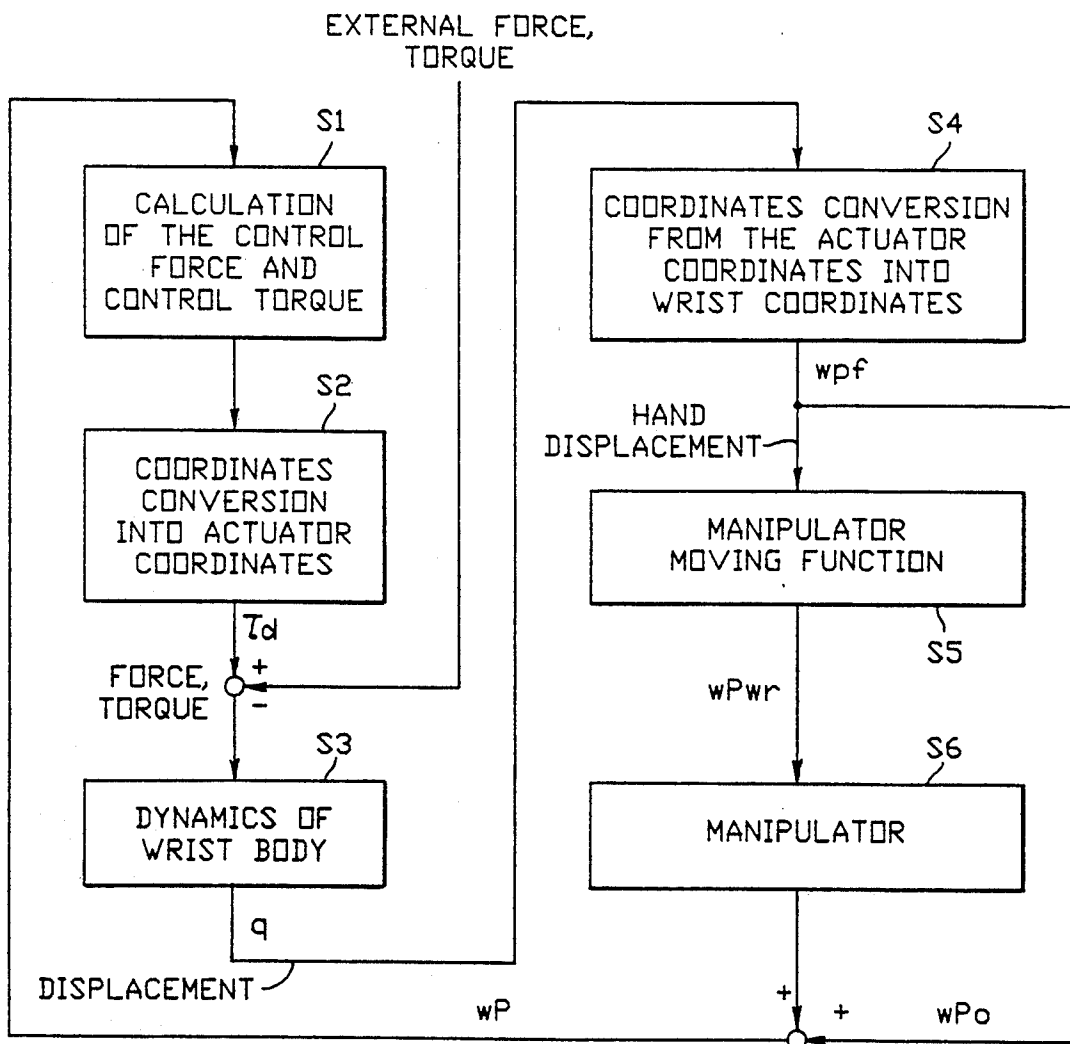 EXTERNAL FORCE,
TORQUE
S1
CALCULATION
OF THE CONTROL
FORCE AND
CONTROL TORQUE
S2
COORDINATES
CONVERSION
INTO ACTUATOR
COORDINATES
τd
+
FORCE,
TORQUE
-
S3
DYNAMICS OF
WRIST BODY
q
DISPLACEMENT
S4
COORDINATES CONVERSION
FROM THE ACTUATOR
COORDINATES INTO
WRIST COORDINATES
wpf
HAND
DISPLACEMENT
MANIPULATOR
MOVING FUNCTION
S5
wPwr
S6
MANIPULATOR
+
+
wPo
wP